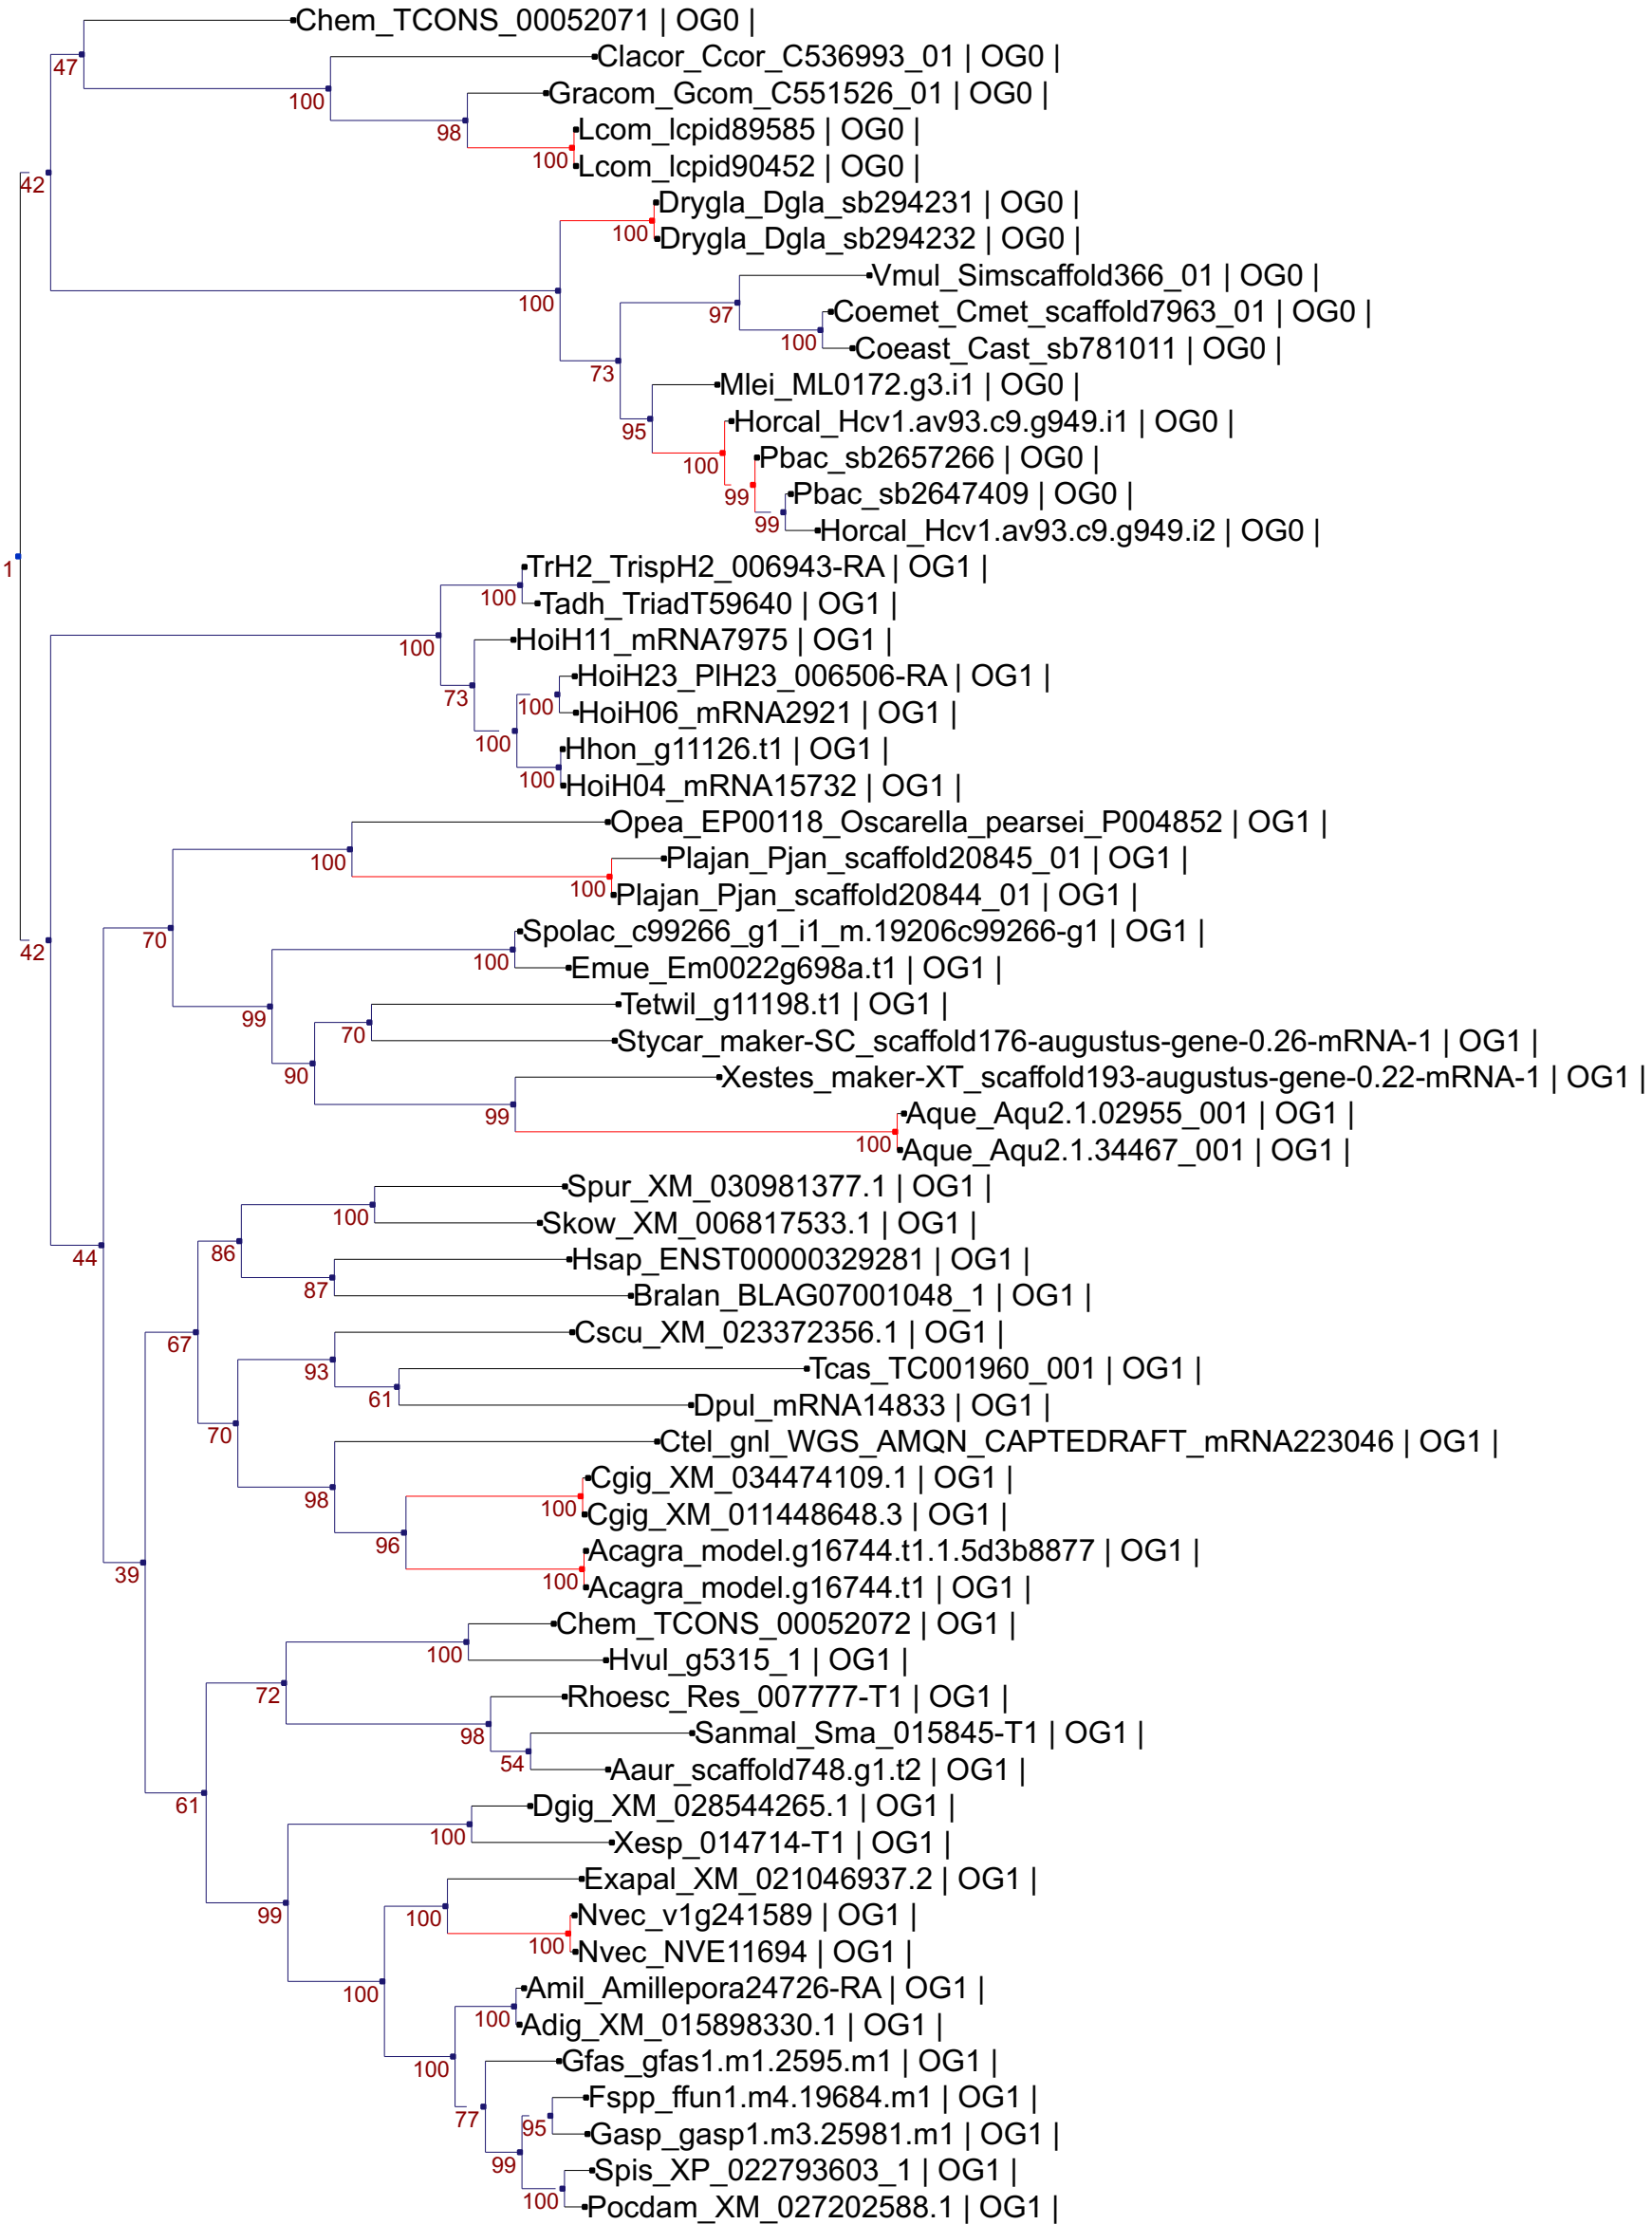 Chem_TCONS_00052071 | OG0 |
47
Clacor_Ccor_C536993_01 | OG0 |
100
Gracom_Gcom_C551526_01 | OG0 |
98
Lcom_lcpid89585 | OG0 |
100
Lcom_lcpid90452 | OG0 |
42
Drygla_Dgla_sb294231 | OG0 |
100
Drygla_Dgla_sb294232 | OG0 |
Vmul_Simscaffold366_01 | OG0 |
100
97
Coemet_Cmet_scaffold7963_01 | OG0 |
100
Coeast_Cast_sb781011 | OG0 |
73
Mlei_ML0172.g3.i1 | OG0 |
Horcal_Hcv1.av93.c9.g949.i1 | OG0 |
95
100
Pbac_sb2657266 | OG0 |
99
Pbac_sb2647409 | OG0 |
99
Horcal_Hcv1.av93.c9.g949.i2 | OG0 |
1
TrH2_TrispH2_006943-RA | OG1 |
100
Tadh_TriadT59640 | OG1 |
100
HoiH11_mRNA7975 | OG1 |
HoiH23_PlH23_006506-RA | OG1 |
73
100
HoiH06_mRNA2921 | OG1 |
100
Hhon_g11126.t1 | OG1 |
100
HoiH04_mRNA15732 | OG1 |
Opea_EP00118_Oscarella_pearsei_P004852 | OG1 |
100
Plajan_Pjan_scaffold20845_01 | OG1 |
100
Plajan_Pjan_scaffold20844_01 | OG1 |
Spolac_c99266_g1_i1_m.19206c99266-g1 | OG1 |
70
42
100
Emue_Em0022g698a.t1 | OG1 |
Tetwil_g11198.t1 | OG1 |
99
70
Stycar_maker-SC_scaffold176-augustus-gene-0.26-mRNA-1 | OG1 |
90
Xestes_maker-XT_scaffold193-augustus-gene-0.22-mRNA-1 | OG1 |
99
Aque_Aqu2.1.02955_001 | OG1 |
100
Aque_Aqu2.1.34467_001 | OG1 |
Spur_XM_030981377.1 | OG1 |
100
Skow_XM_006817533.1 | OG1 |
44
86
Hsap_ENST00000329281 | OG1 |
87
Bralan_BLAG07001048_1 | OG1 |
Cscu_XM_023372356.1 | OG1 |
67
93
Tcas_TC001960_001 | OG1 |
61
Dpul_mRNA14833 | OG1 |
70
Ctel_gnl_WGS_AMQN_CAPTEDRAFT_mRNA223046 | OG1 |
Cgig_XM_034474109.1 | OG1 |
98
100
Cgig_XM_011448648.3 | OG1 |
96
Acagra_model.g16744.t1.1.5d3b8877 | OG1 |
39
100
Acagra_model.g16744.t1 | OG1 |
Chem_TCONS_00052072 | OG1 |
100
Hvul_g5315_1 | OG1 |
72
Rhoesc_Res_007777-T1 | OG1 |
98
Sanmal_Sma_015845-T1 | OG1 |
54
Aaur_scaffold748.g1.t2 | OG1 |
61
Dgig_XM_028544265.1 | OG1 |
100
Xesp_014714-T1 | OG1 |
Exapal_XM_021046937.2 | OG1 |
99
100
Nvec_v1g241589 | OG1 |
100
Nvec_NVE11694 | OG1 |
100
Amil_Amillepora24726-RA | OG1 |
100
Adig_XM_015898330.1 | OG1 |
100
Gfas_gfas1.m1.2595.m1 | OG1 |
Fspp_ffun1.m4.19684.m1 | OG1 |
77
95
Gasp_gasp1.m3.25981.m1 | OG1 |
99
Spis_XP_022793603_1 | OG1 |
100
Pocdam_XM_027202588.1 | OG1 |